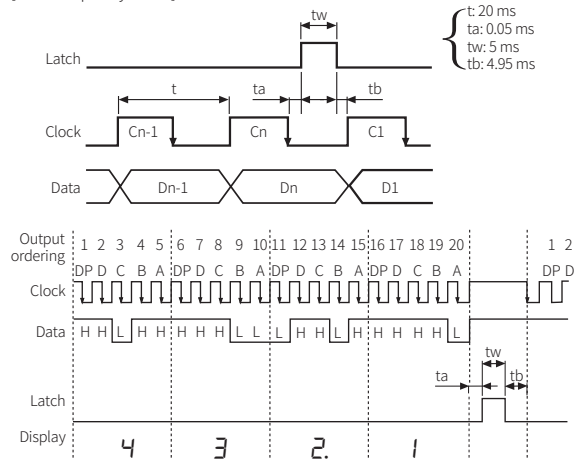 tw
t: 20 ms
ta: 0.05 ms
tw: 5 ms
tb: 4.95 ms
Latch
t ta tb
Clock Cn-1 Cn C1
Data Dn-1 Dn D1
Output ordering 1 2 3 4 5 6 7 8 9 10 11 12 13 14 15 16 17 18 19 20 1 2
DP D C B A DP D C B A DP D C B A DP D C B A DP D
Clock
Data H H L H H H H H L L L H H L H H H H H L
tw
ta tb
Latch
Display 4 3 2. 1